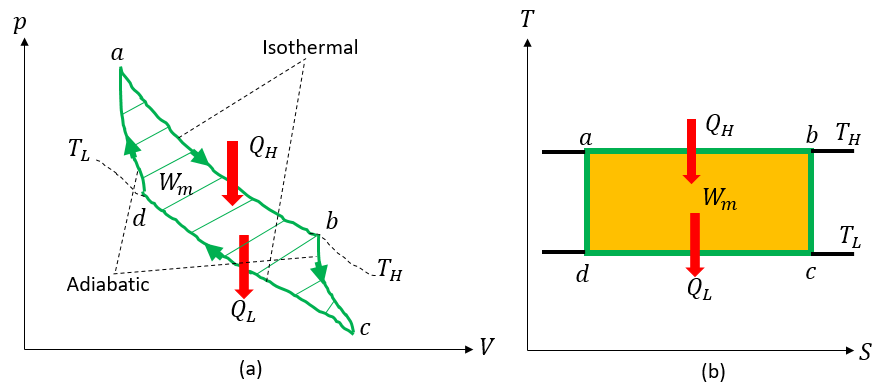 p
a
Isothermal
T_L
Q_H
W_m
d
b
T_H
Adiabatic
Q_L
c
V
(a)
T
Q_H
a
b
T_H
W_m
T_L
d
c
Q_L
S
(b)